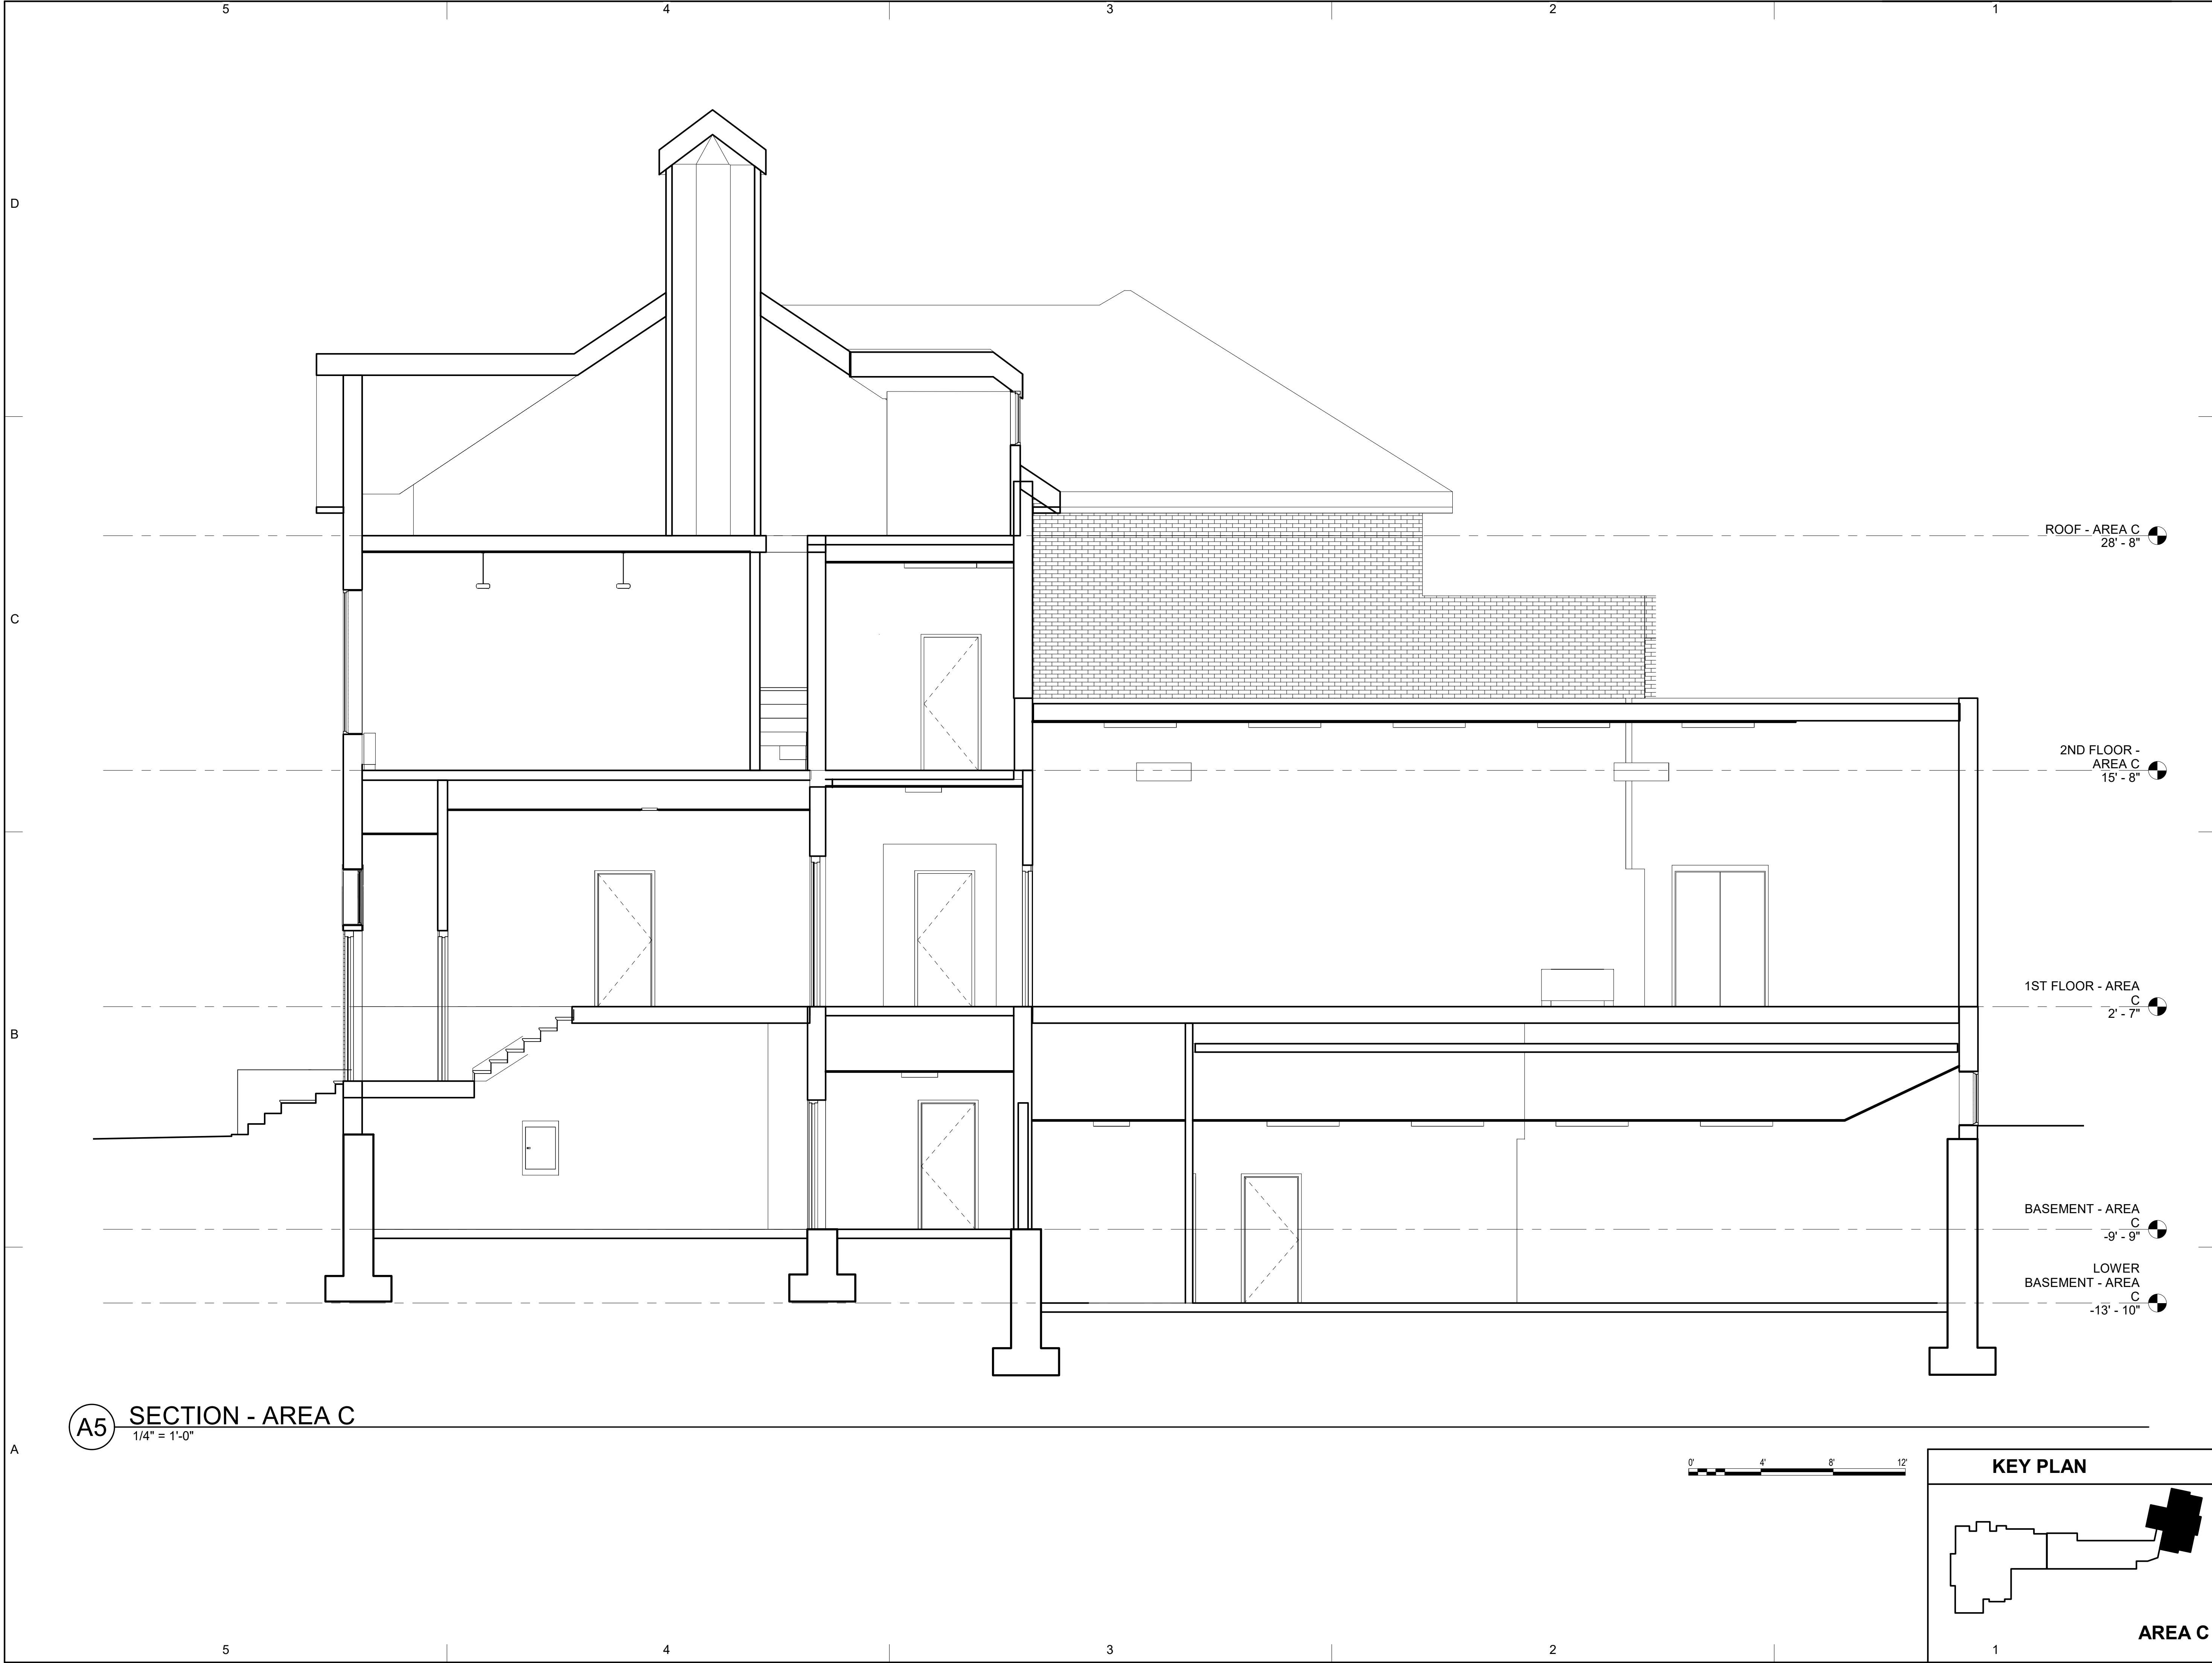 5 4 3 2 1
D
ROOF - AREA C
28' - 8"
C
2ND FLOOR -
AREA C
15' - 8"
1ST FLOOR - AREA
C
2' - 7"
B
BASEMENT - AREA
C
-9' - 9"
LOWER
BASEMENT - AREA
C
-13' - 10"
A5 SECTION - AREA C
1/4" = 1'-0"
A
0' 4' 8' 12'
KEY PLAN
AREA C
5 4 3 2 1